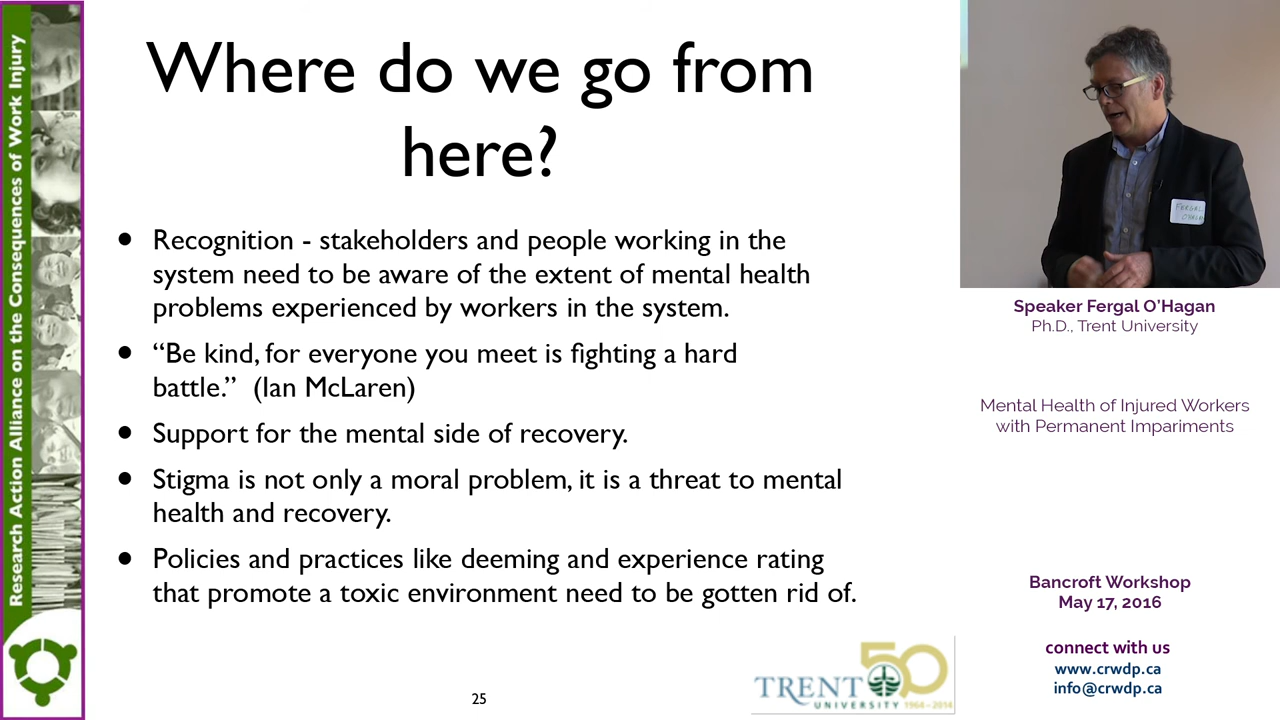 Research Action Alliance on the Consequences of Work Injury
Where do we go from
here?
• Recognition - stakeholders and people working in the
system need to be aware of the extent of mental health
problems experienced by workers in the system.
• “Be kind, for everyone you meet is fighting a hard
battle.” (Ian McLaren)
• Support for the mental side of recovery.
• Stigma is not only a moral problem, it is a threat to mental
health and recovery.
• Policies and practices like deeming and experience rating
that promote a toxic environment need to be gotten rid of.
25
TRENT 50
UNIVERSITY 1964–2014
FERGAL
Speaker Fergal O’Hagan
Ph.D., Trent University
Mental Health of Injured Workers
with Permanent Impariments
Bancroft Workshop
May 17, 2016
connect with us
www.crwdp.ca
info@crwdp.ca